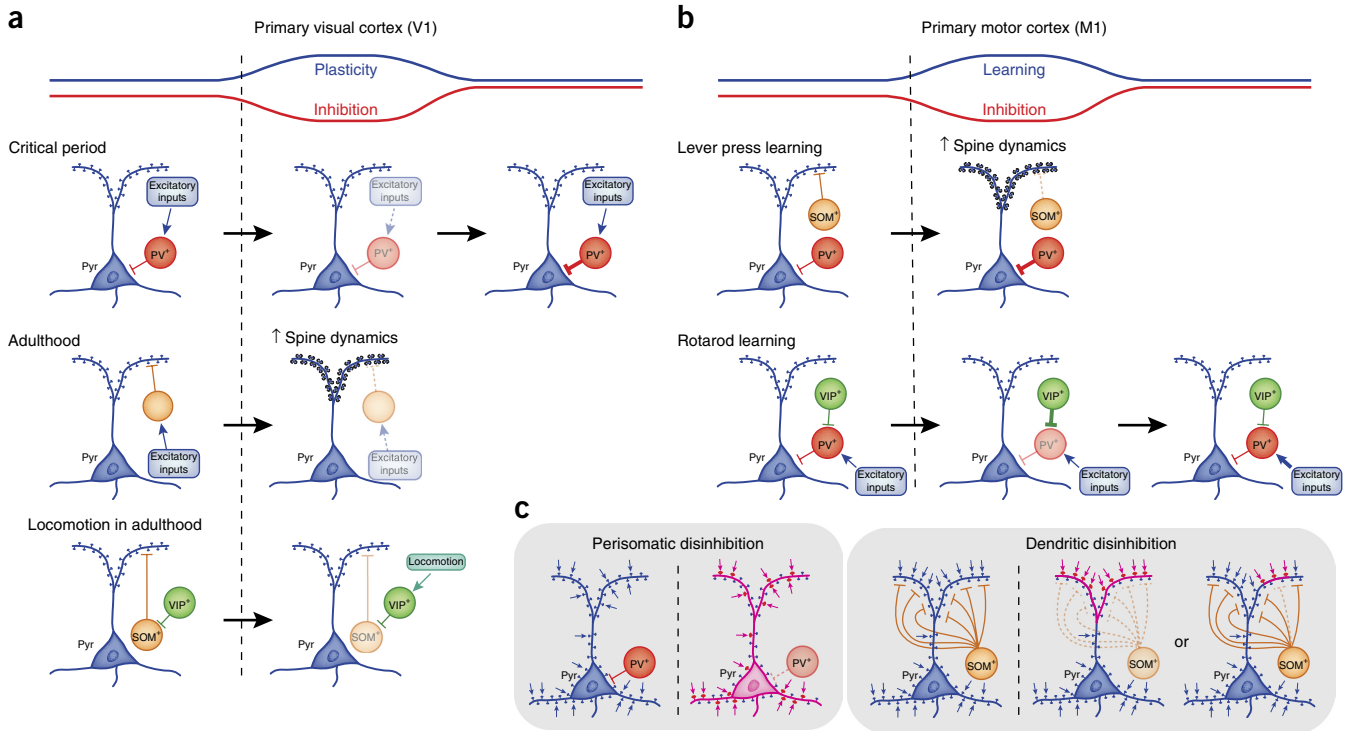 a
Primary visual cortex (V1)
Plasticity
Inhibition
Critical period
Excitatory
inputs
PV+
Pyr
Excitatory
inputs
PV+
Excitatory
inputs
PV+
Pyr
Adulthood
Excitatory
inputs
Pyr
↑ Spine dynamics
Excitatory
inputs
Pyr
Locomotion in adulthood
VIP+
SOM+
Pyr
Locomotion
VIP+
SOM+
Pyr
b
Primary motor cortex (M1)
Learning
Inhibition
Lever press learning
SOM+
PV+
Pyr
↑ Spine dynamics
SOM+
PV+
Pyr
Rotarod learning
VIP+
PV+
Pyr
Excitatory
inputs
VIP+
PV+
Pyr
Excitatory
inputs
VIP+
PV+
Pyr
Excitatory
inputs
c
Perisomatic disinhibition
PV+
Pyr
PV+
Pyr
Dendritic disinhibition
SOM+
Pyr
SOM+
Pyr
or
SOM+
Pyr